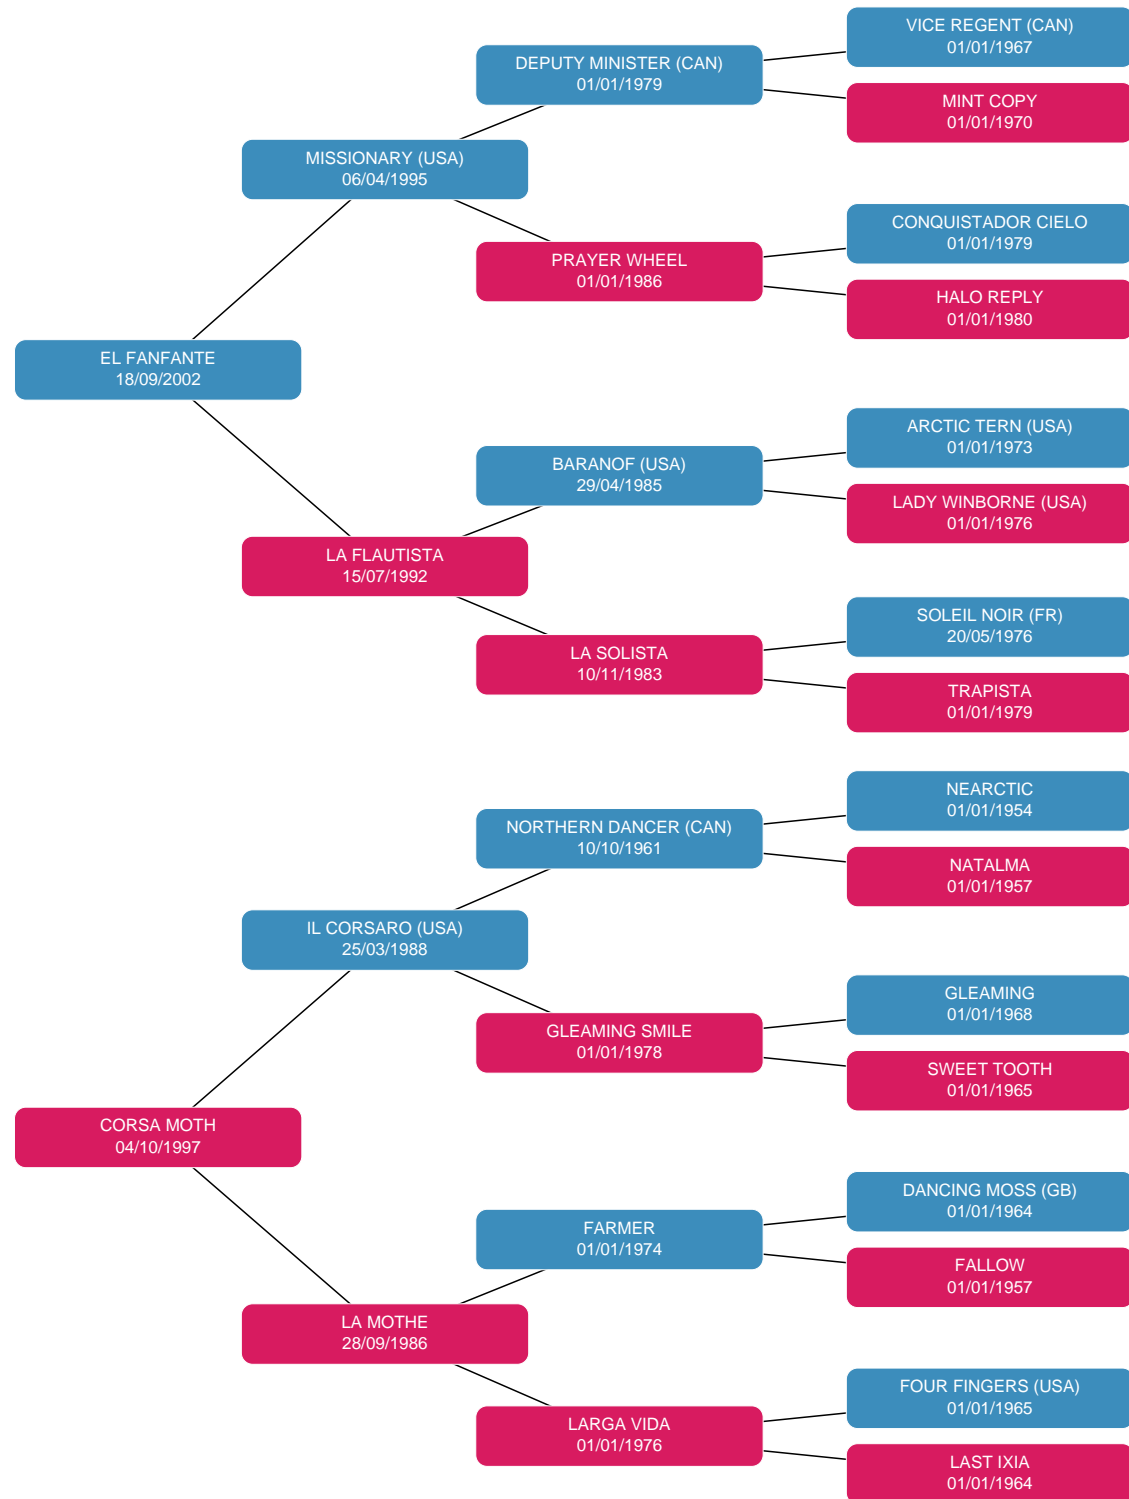 VICE REGENT (CAN)
01/01/1967
DEPUTY MINISTER (CAN)
01/01/1979
MINT COPY
01/01/1970
MISSIONARY (USA)
06/04/1995
CONQUISTADOR CIELO
01/01/1979
PRAYER WHEEL
01/01/1986
HALO REPLY
01/01/1980
EL FANFANTE
18/09/2002
ARCTIC TERN (USA)
01/01/1973
BARANOF (USA)
29/04/1985
LADY WINBORNE (USA)
01/01/1976
LA FLAUTISTA
15/07/1992
SOLEIL NOIR (FR)
20/05/1976
LA SOLISTA
10/11/1983
TRAPISTA
01/01/1979
NEARCTIC
01/01/1954
NORTHERN DANCER (CAN)
10/10/1961
NATALMA
01/01/1957
IL CORSARO (USA)
25/03/1988
GLEAMING
01/01/1968
GLEAMING SMILE
01/01/1978
SWEET TOOTH
01/01/1965
CORSA MOTH
04/10/1997
DANCING MOSS (GB)
01/01/1964
FARMER
01/01/1974
FALLOW
01/01/1957
LA MOTHE
28/09/1986
FOUR FINGERS (USA)
01/01/1965
LARGA VIDA
01/01/1976
LAST IXIA
01/01/1964